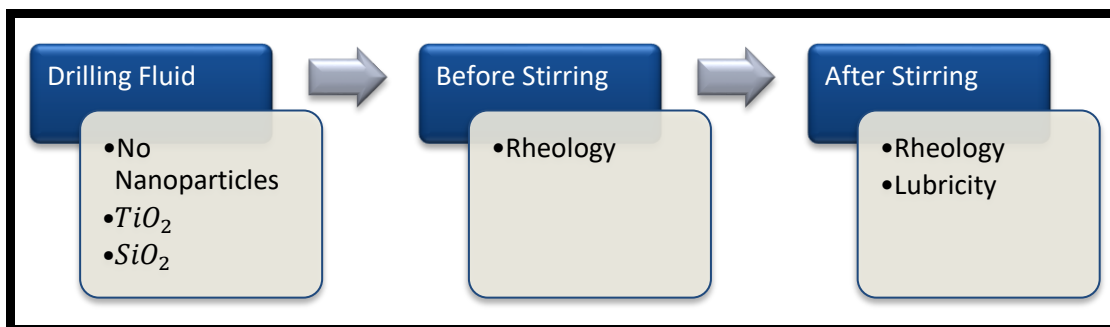 Drilling Fluid
•No
Nanoparticles
•TiO₂
•SiO₂
Before Stirring
•Rheology
After Stirring
•Rheology
•Lubricity